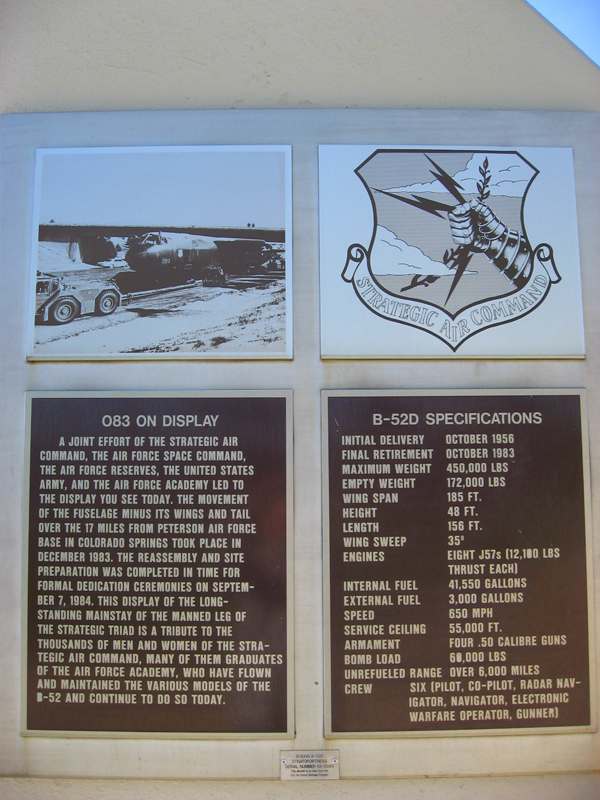 083
STRATEGIC AIR COMMAND
083 ON DISPLAY
A JOINT EFFORT OF THE STRATEGIC AIR
COMMAND, THE AIR FORCE SPACE COMMAND,
THE AIR FORCE RESERVES, THE UNITED STATES
ARMY, AND THE AIR FORCE ACADEMY LED TO
THE DISPLAY YOU SEE TODAY. THE MOVEMENT
OF THE FUSELAGE MINUS ITS WINGS AND TAIL
OVER THE 17 MILES FROM PETERSON AIR FORCE
BASE IN COLORADO SPRINGS TOOK PLACE IN
DECEMBER 1983. THE REASSEMBLY AND SITE
PREPARATION WAS COMPLETED IN TIME FOR
FORMAL DEDICATION CEREMONIES ON SEPTEM-
BER 7, 1984. THIS DISPLAY OF THE LONG-
STANDING MAINSTAY OF THE MANNED LEG OF
THE STRATEGIC TRIAD IS A TRIBUTE TO THE
THOUSANDS OF MEN AND WOMEN OF THE STRA-
TEGIC AIR COMMAND, MANY OF THEM GRADUATES
OF THE AIR FORCE ACADEMY, WHO HAVE FLOWN
AND MAINTAINED THE VARIOUS MODELS OF THE
B-52 AND CONTINUE TO DO SO TODAY.
B-52D SPECIFICATIONS
INITIAL DELIVERY OCTOBER 1956
FINAL RETIREMENT OCTOBER 1983
MAXIMUM WEIGHT 450,000 LBS
EMPTY WEIGHT 172,000 LBS
WING SPAN 185 FT.
HEIGHT 48 FT.
LENGTH 156 FT.
WING SWEEP 35°
ENGINES EIGHT J57s (12,100 LBS
THRUST EACH)
INTERNAL FUEL 41,550 GALLONS
EXTERNAL FUEL 3,000 GALLONS
SPEED 650 MPH
SERVICE CEILING 55,000 FT.
ARMAMENT FOUR .50 CALIBRE GUNS
BOMB LOAD 60,000 LBS
UNREFUELED RANGE OVER 6,000 MILES
CREW SIX (PILOT, CO-PILOT, RADAR NAV-
IGATOR, NAVIGATOR, ELECTRONIC
WARFARE OPERATOR, GUNNER)
BOEING B-52D
STRATOFORTRESS
SERIAL NUMBER